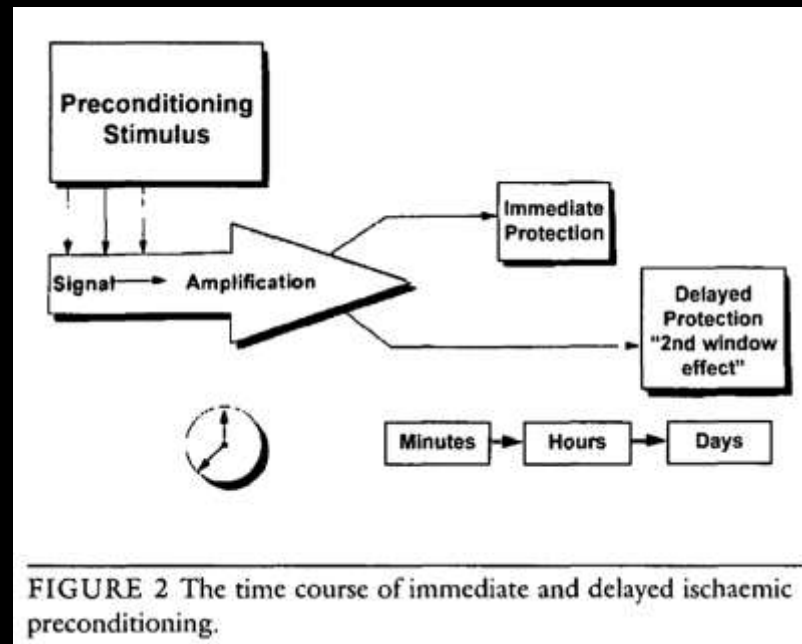 Preconditioning
Stimulus
Immediate
Protection
Signal
Amplification
Delayed
Protection
"2nd window
effect"
Minutes
Hours
Days
FIGURE 2 The time course of immediate and delayed ischaemic
preconditioning.